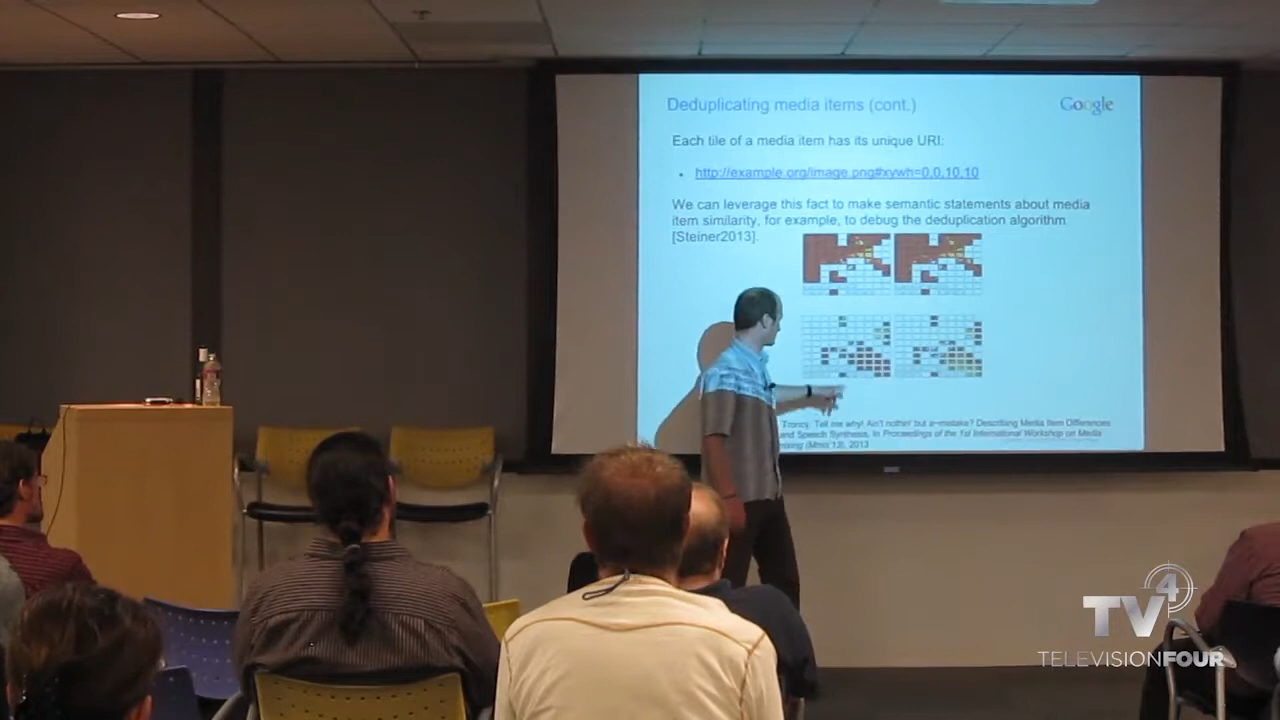 Deduplicating media items (cont.)
Google
Each tile of a media item has its unique URI:
http://example.org/image.png#xywh=0,0,10,10
We can leverage this fact to make semantic statements about media
item similarity, for example, to debug the deduplication algorithm
[Steiner2013].
Troncy. Tell me why! Ain't nothin' but a-mistake? Describing Media Item Differences
and Speech Synthesis. In Proceedings of the 1st International Workshop on Media
2013
TV4
TELEVISIONFOUR